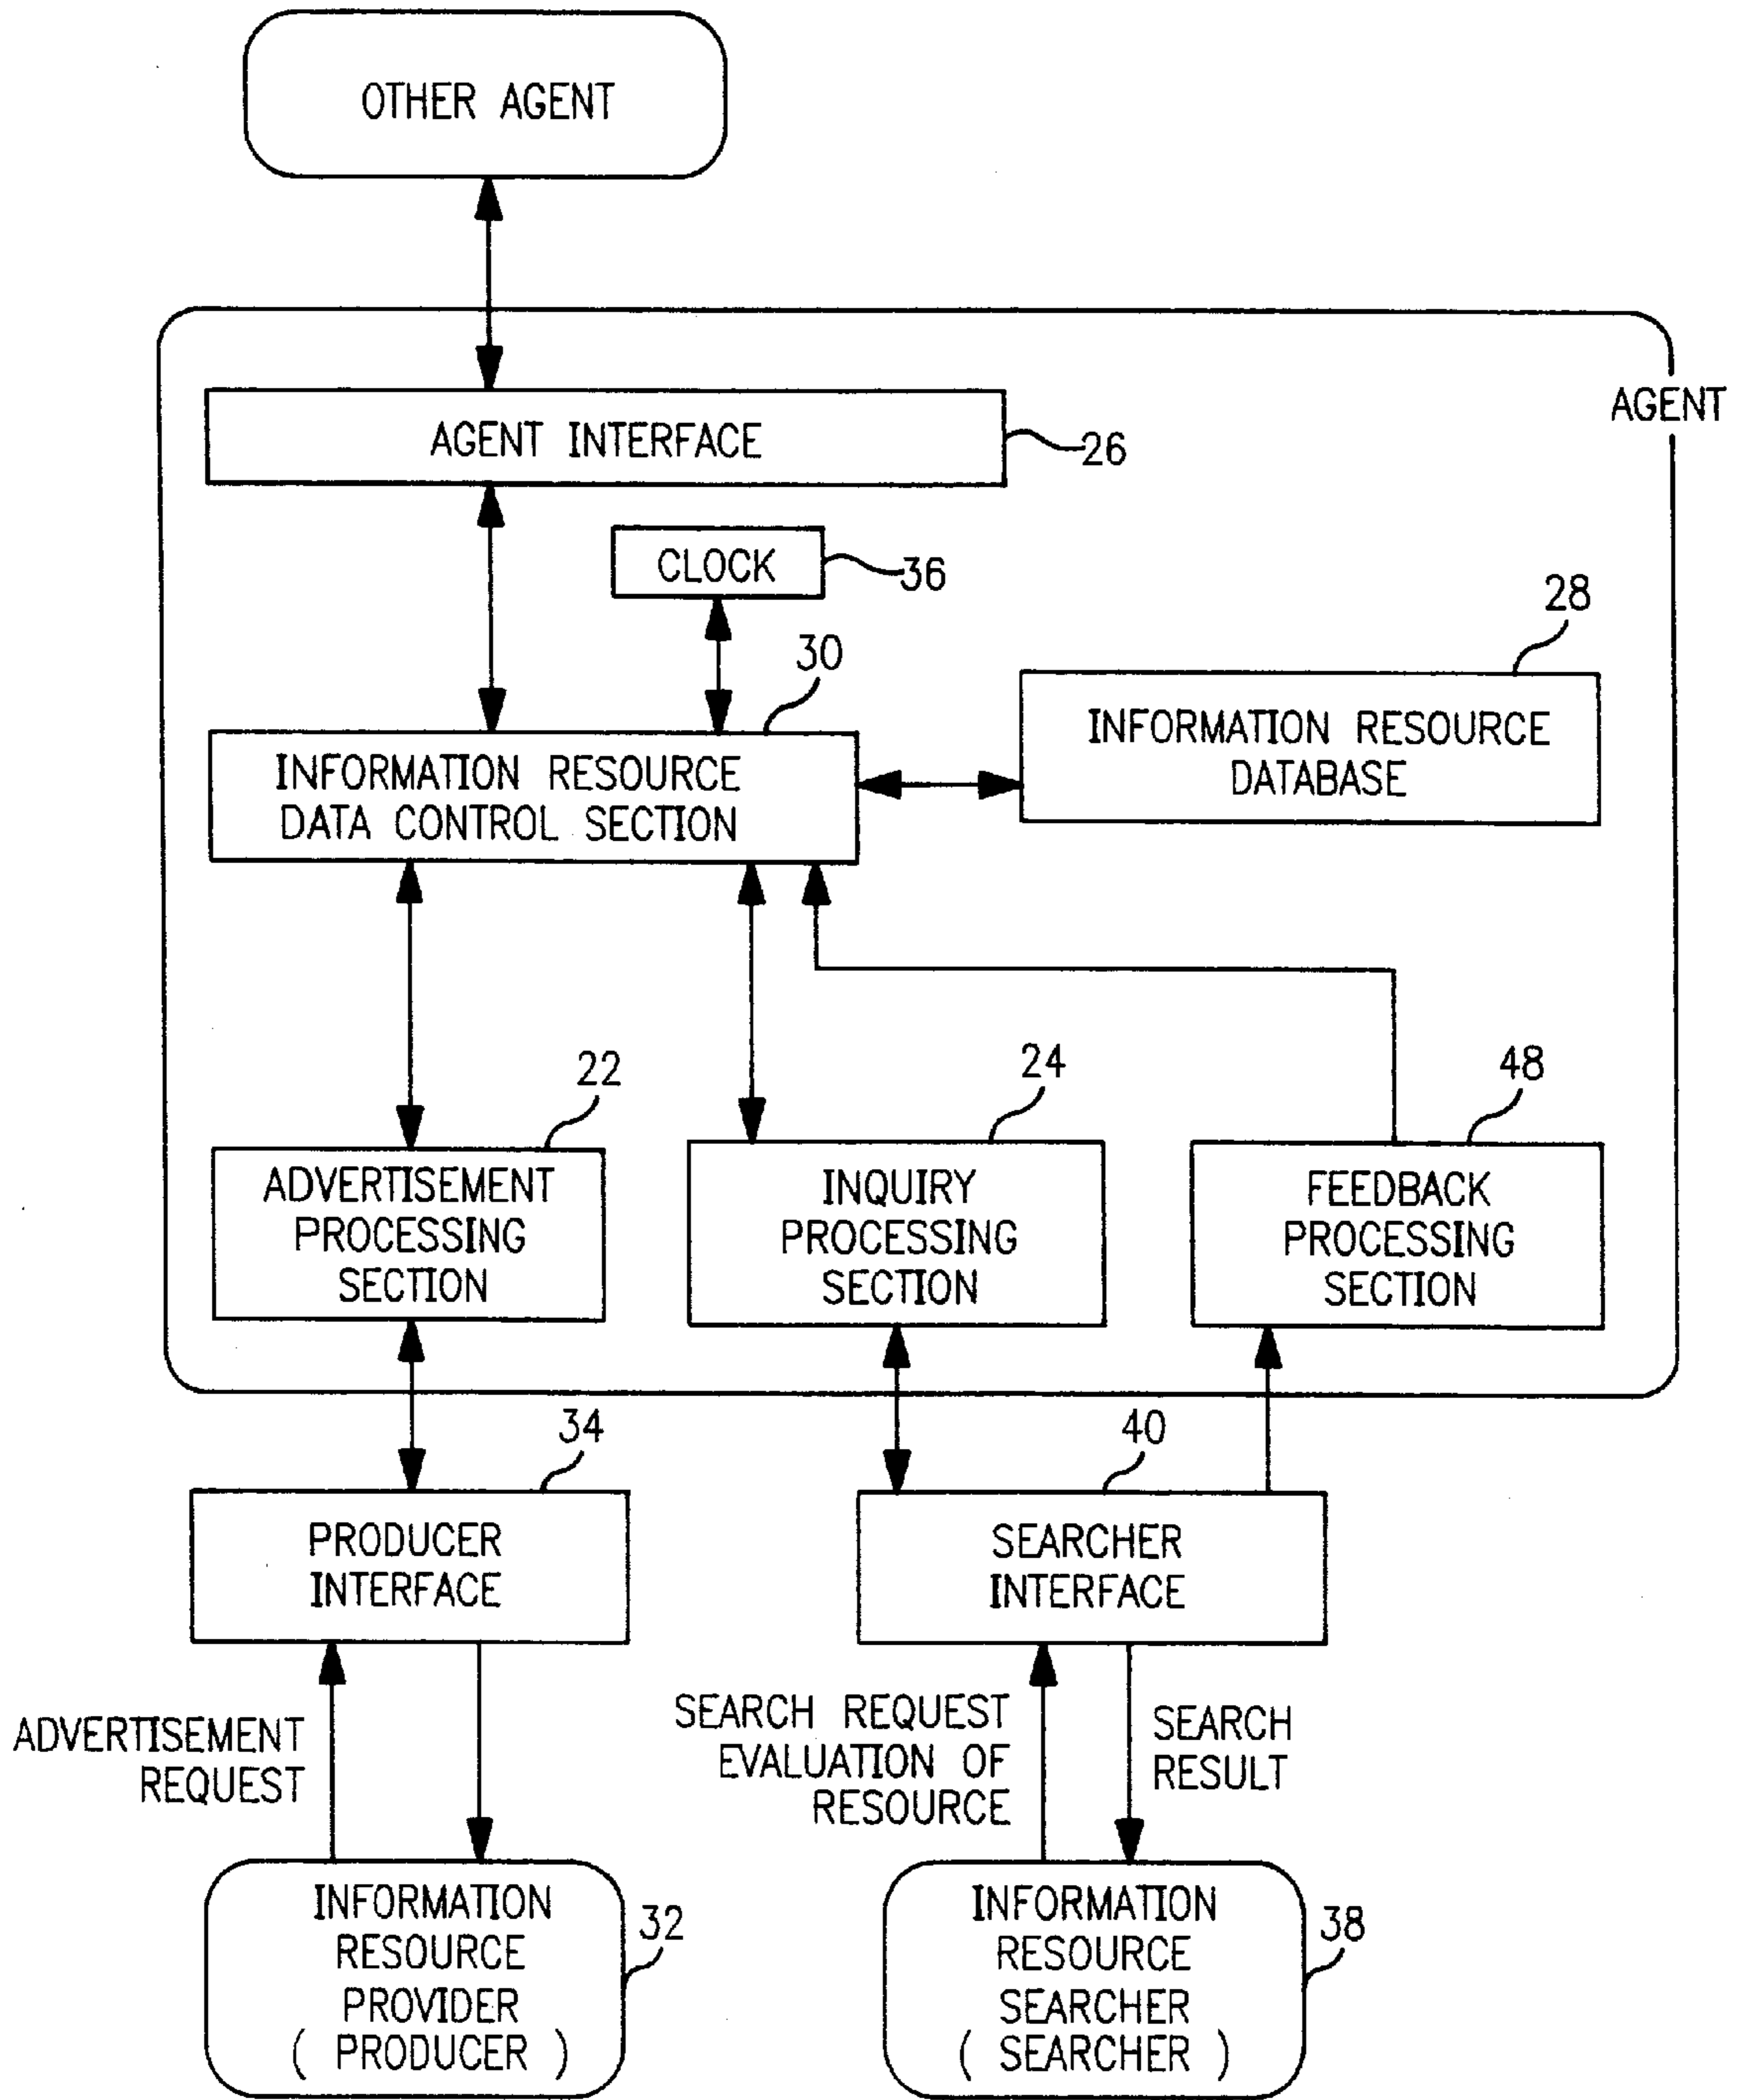 OTHER AGENT
AGENT
AGENT INTERFACE
26
CLOCK
36
30
28
INFORMATION RESOURCE
DATA CONTROL SECTION
INFORMATION RESOURCE
DATABASE
22
24
48
ADVERTISEMENT
PROCESSING
SECTION
INQUIRY
PROCESSING
SECTION
FEEDBACK
PROCESSING
SECTION
34
40
PRODUCER
INTERFACE
SEARCHER
INTERFACE
ADVERTISEMENT
REQUEST
SEARCH REQUEST
EVALUATION OF
RESOURCE
SEARCH
RESULT
INFORMATION
RESOURCE
PROVIDER
( PRODUCER )
32
INFORMATION
RESOURCE
SEARCHER
( SEARCHER )
38